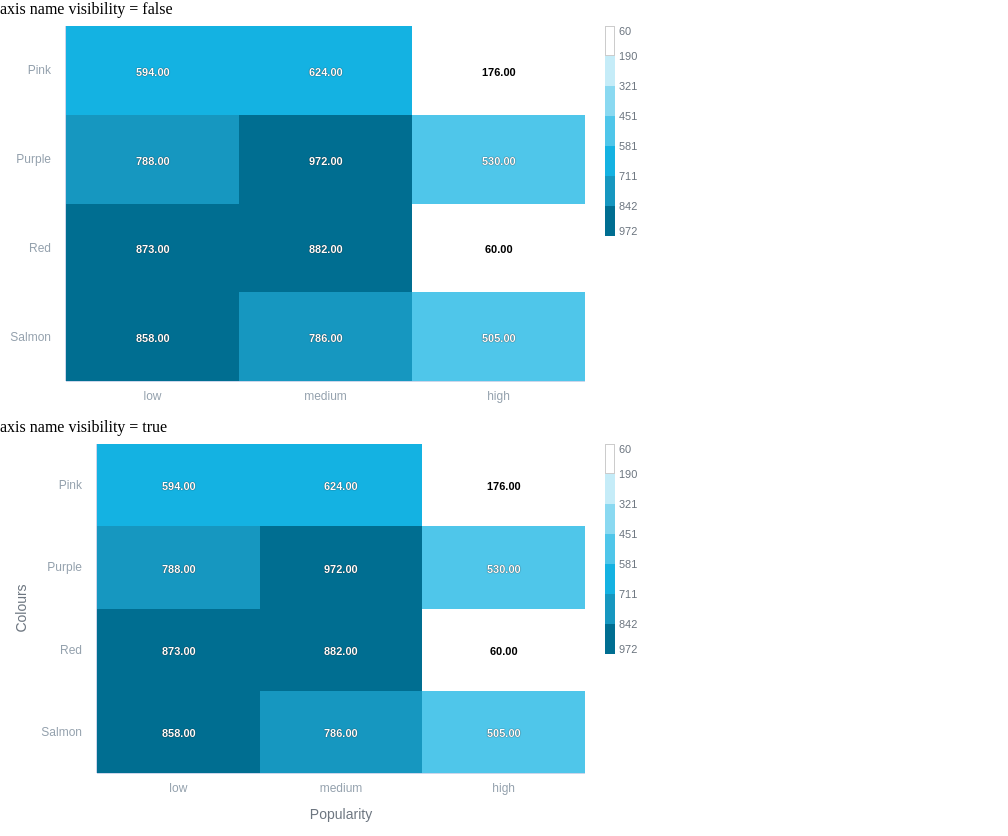 axis name visibility = false
60
Pink 594.00 624.00 176.00
190
321
451
Purple 788.00 972.00 530.00
581
711
842
972
Red 873.00 882.00 60.00
Salmon 858.00 786.00 505.00
low medium high
axis name visibility = true
60
190
Pink 594.00 624.00 176.00
321
451
581
Purple 788.00 972.00 530.00
711
Colours
842
972
Red 873.00 882.00 60.00
Salmon 858.00 786.00 505.00
low medium high
Popularity